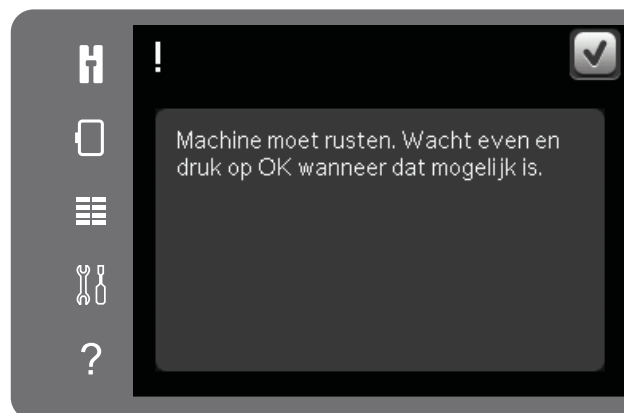 !
Machine moet rusten. Wacht even en
druk op OK wanneer dat mogelijk is.
?